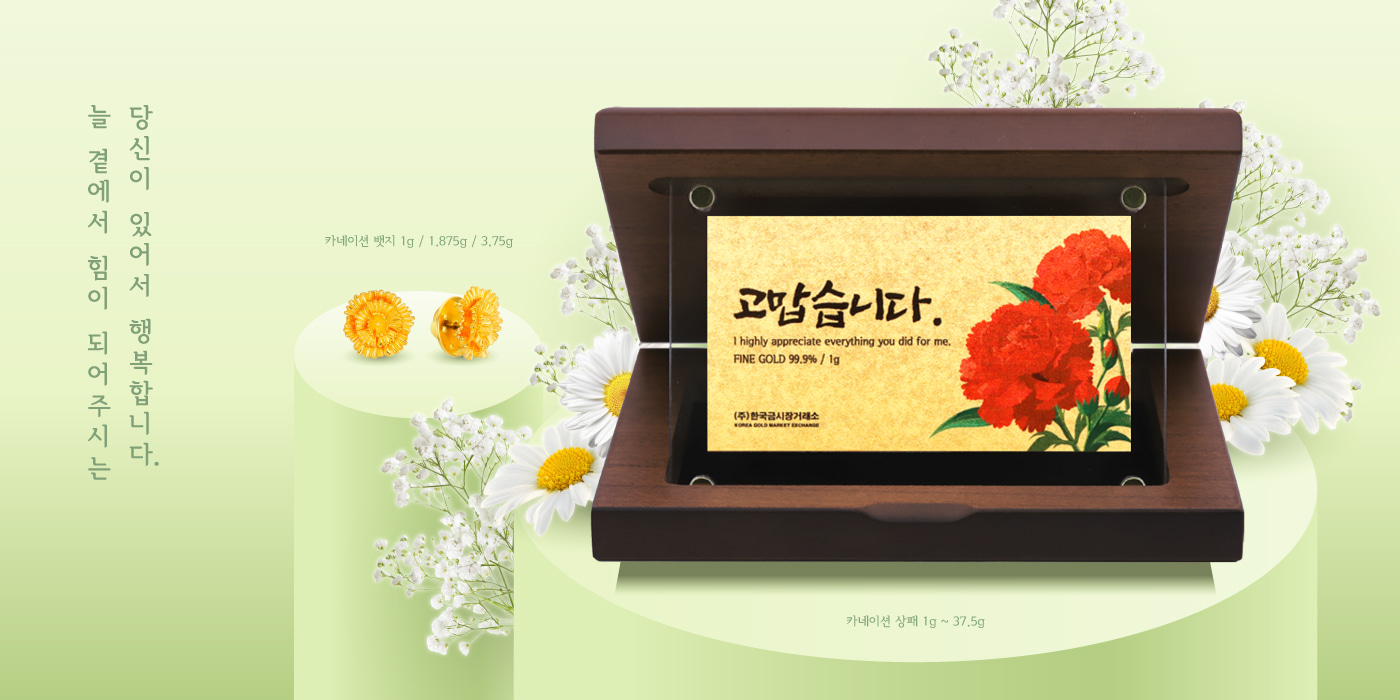 늘 곁에서 힘이 되어주시는
당신이 있어서 행복합니다.
카네이션 뱃지 1g / 1.875g / 3.75g
고맙습니다.
I highly appreciate everything you did for me.
FINE GOLD 99.9% / 1g
(주)한국금시장거래소
KOREA GOLD MARKET EXCHANGE
카네이션 상패 1g ~ 37.5g